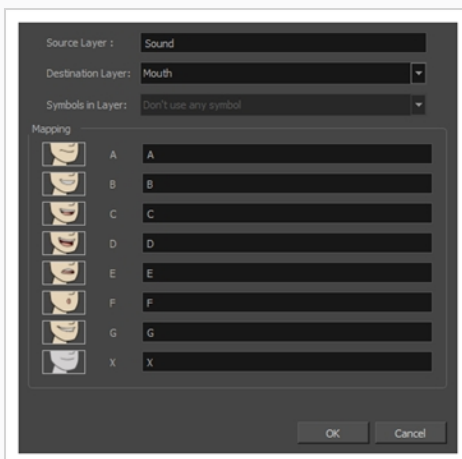 Source Layer : Sound
Destination Layer: Mouth
Symbols in Layer: Don't use any symbol
Mapping
A A
B B
C C
D D
E E
F F
G G
X X
OK Cancel